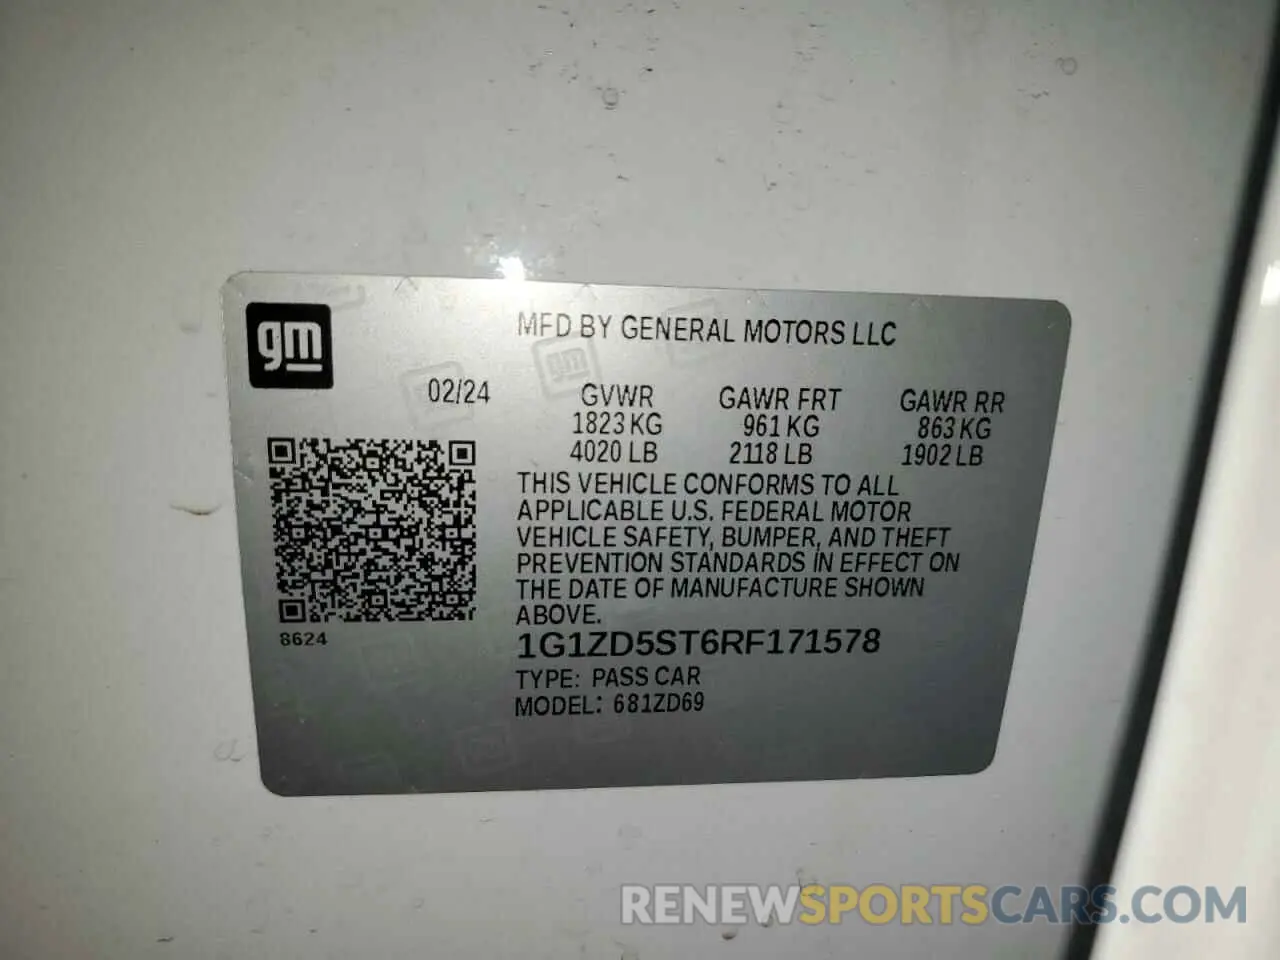 gm
MFD BY GENERAL MOTORS LLC
02/24 GVWR GAWR FRT GAWR RR
1823 KG 961 KG 863 KG
4020 LB 2118 LB 1902 LB
THIS VEHICLE CONFORMS TO ALL
APPLICABLE U.S. FEDERAL MOTOR
VEHICLE SAFETY, BUMPER, AND THEFT
PREVENTION STANDARDS IN EFFECT ON
THE DATE OF MANUFACTURE SHOWN
ABOVE.
8624
1G1ZD5ST6RF171578
TYPE: PASS CAR
MODEL: 681ZD69
RENEWSPORTSCARS.COM